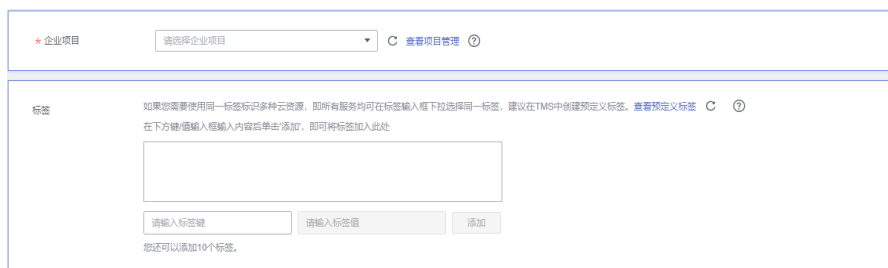 * 企业项目 请选择企业项目 查看项目管理 ?
标签 如果您需要使用同一标签标识多种云资源，即所有服务均可在标签输入框下拉选择同一标签，建议在TMS中创建预定义标签。查看预定义标签 ?
在下方键/值输入框输入内容后单击'添加'，即可将标签加入此处
请输入标签键 请输入标签值 添加
您还可以添加10个标签。